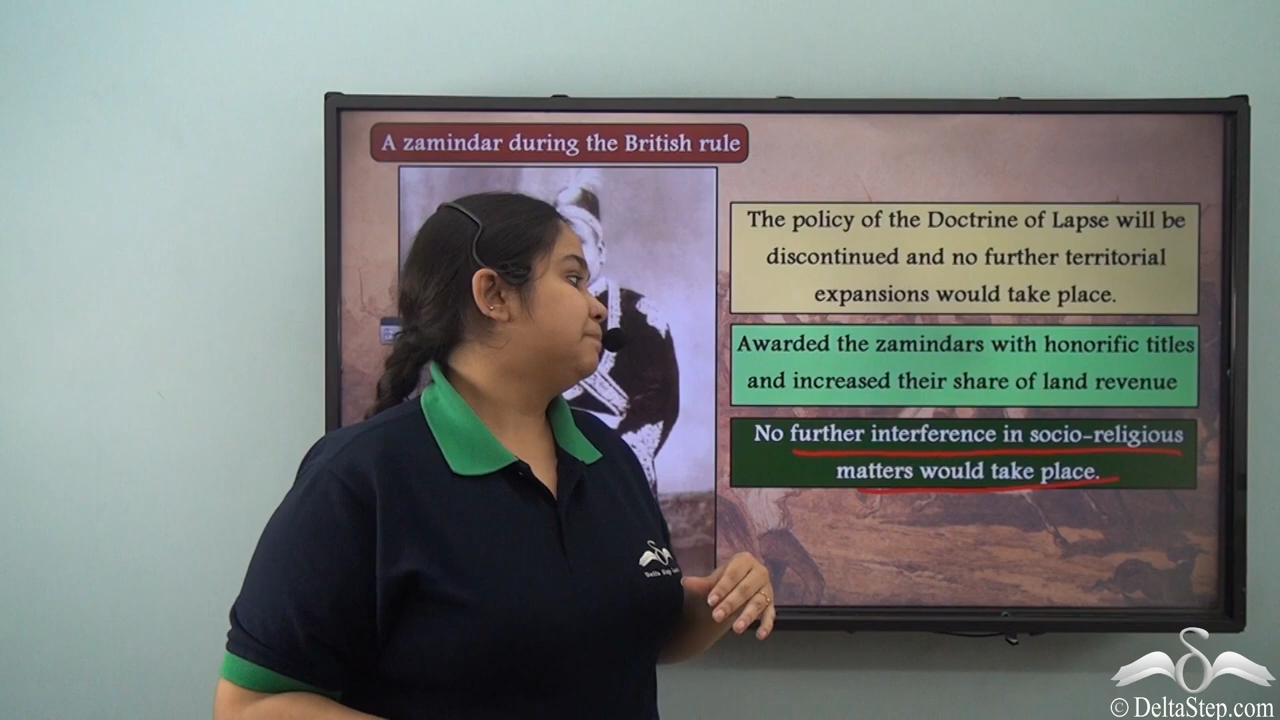 A zamindar during the British rule
The policy of the Doctrine of Lapse will be
discontinued and no further territorial
expansions would take place.
Awarded the zamindars with honorific titles
and increased their share of land revenue
No further interference in socio-religious
matters would take place.
© DeltaStep.com